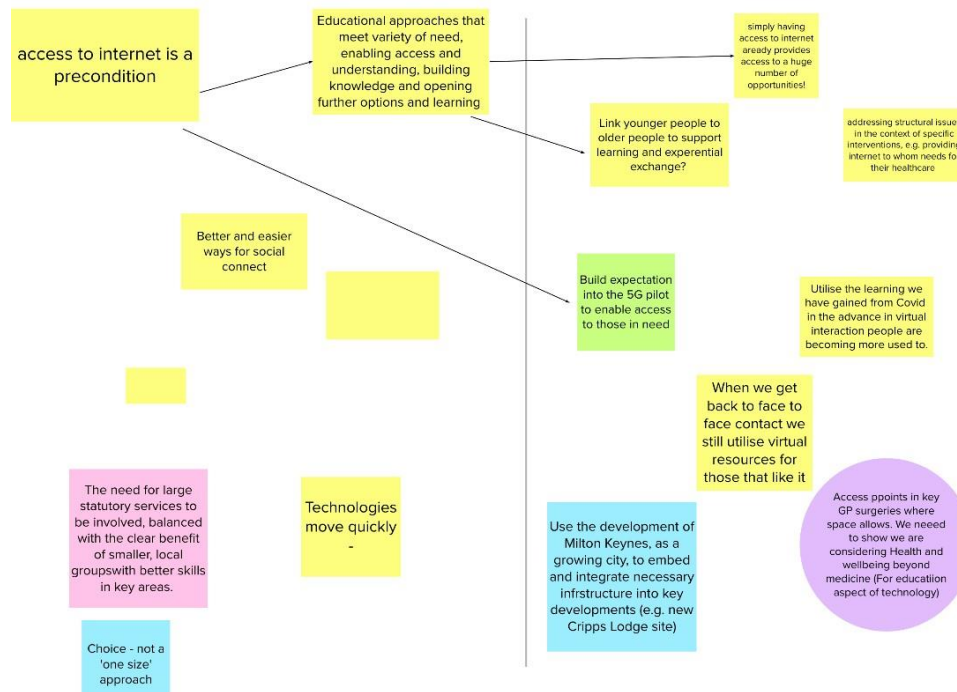 access to internet is a
precondition
Educational approaches that
meet variety of need,
enabling access and
understanding, building
knowledge and opening
further options and learning
simply having
access to internet
aready provides
access to a huge
number of
opportunities!
Link younger people to
older people to support
learning and experential
exchange?
addressing structural issue
in the context of specific
interventions, e.g. providing
internet to whom needs fo
their healthcare
Better and easier
ways for social
connect
Build expectation
into the 5G pilot
to enable access
to those in need
Utilise the learning we
have gained from Covid
in the advance in virtual
interaction people are
becoming more used to.
When we get
back to face to
face contact we
still utilise virtual
resources for
those that like it
The need for large
statutory services to
be involved, balanced
with the clear benefit
of smaller, local
groupswith better skills
in key areas.
Technologies
move quickly
-
Use the development of
Milton Keynes, as a
growing city, to embed
and integrate necessary
infrstructure into key
developments (e.g. new
Cripps Lodge site)
Access ppoints in key
GP surgeries where
space allows. We neeed
to show we are
considering Health and
wellbeing beyond
medicine (For educatiion
aspect of technology)
Choice - not a
'one size'
approach